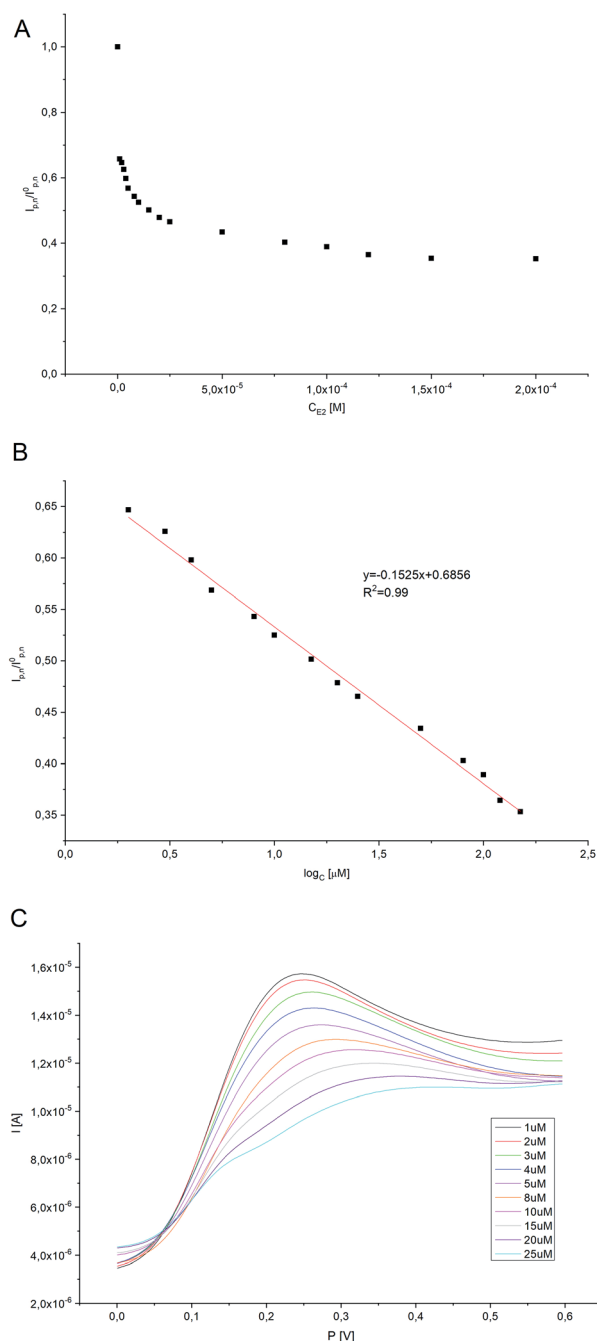 A
1,0
0,8
0,6
0,4
0,2
0,0
I_p,n/I^0_p,n
0,0
5,0x10^-5
1,0x10^-4
1,5x10^-4
2,0x10^-4
C_E2 [M]
B
0,65
0,60
0,55
0,50
0,45
0,40
0,35
I_p,n/I^0_p,n
y=-0.1525x+0.6856
R^2=0.99
0,0
0,5
1,0
1,5
2,0
2,5
log_C [μM]
C
1,6x10^-5
1,4x10^-5
1,2x10^-5
1,0x10^-5
8,0x10^-6
6,0x10^-6
4,0x10^-6
2,0x10^-6
I [A]
1uM
2uM
3uM
4uM
5uM
8uM
10uM
15uM
20uM
25uM
0,0
0,1
0,2
0,3
0,4
0,5
0,6
P [V]